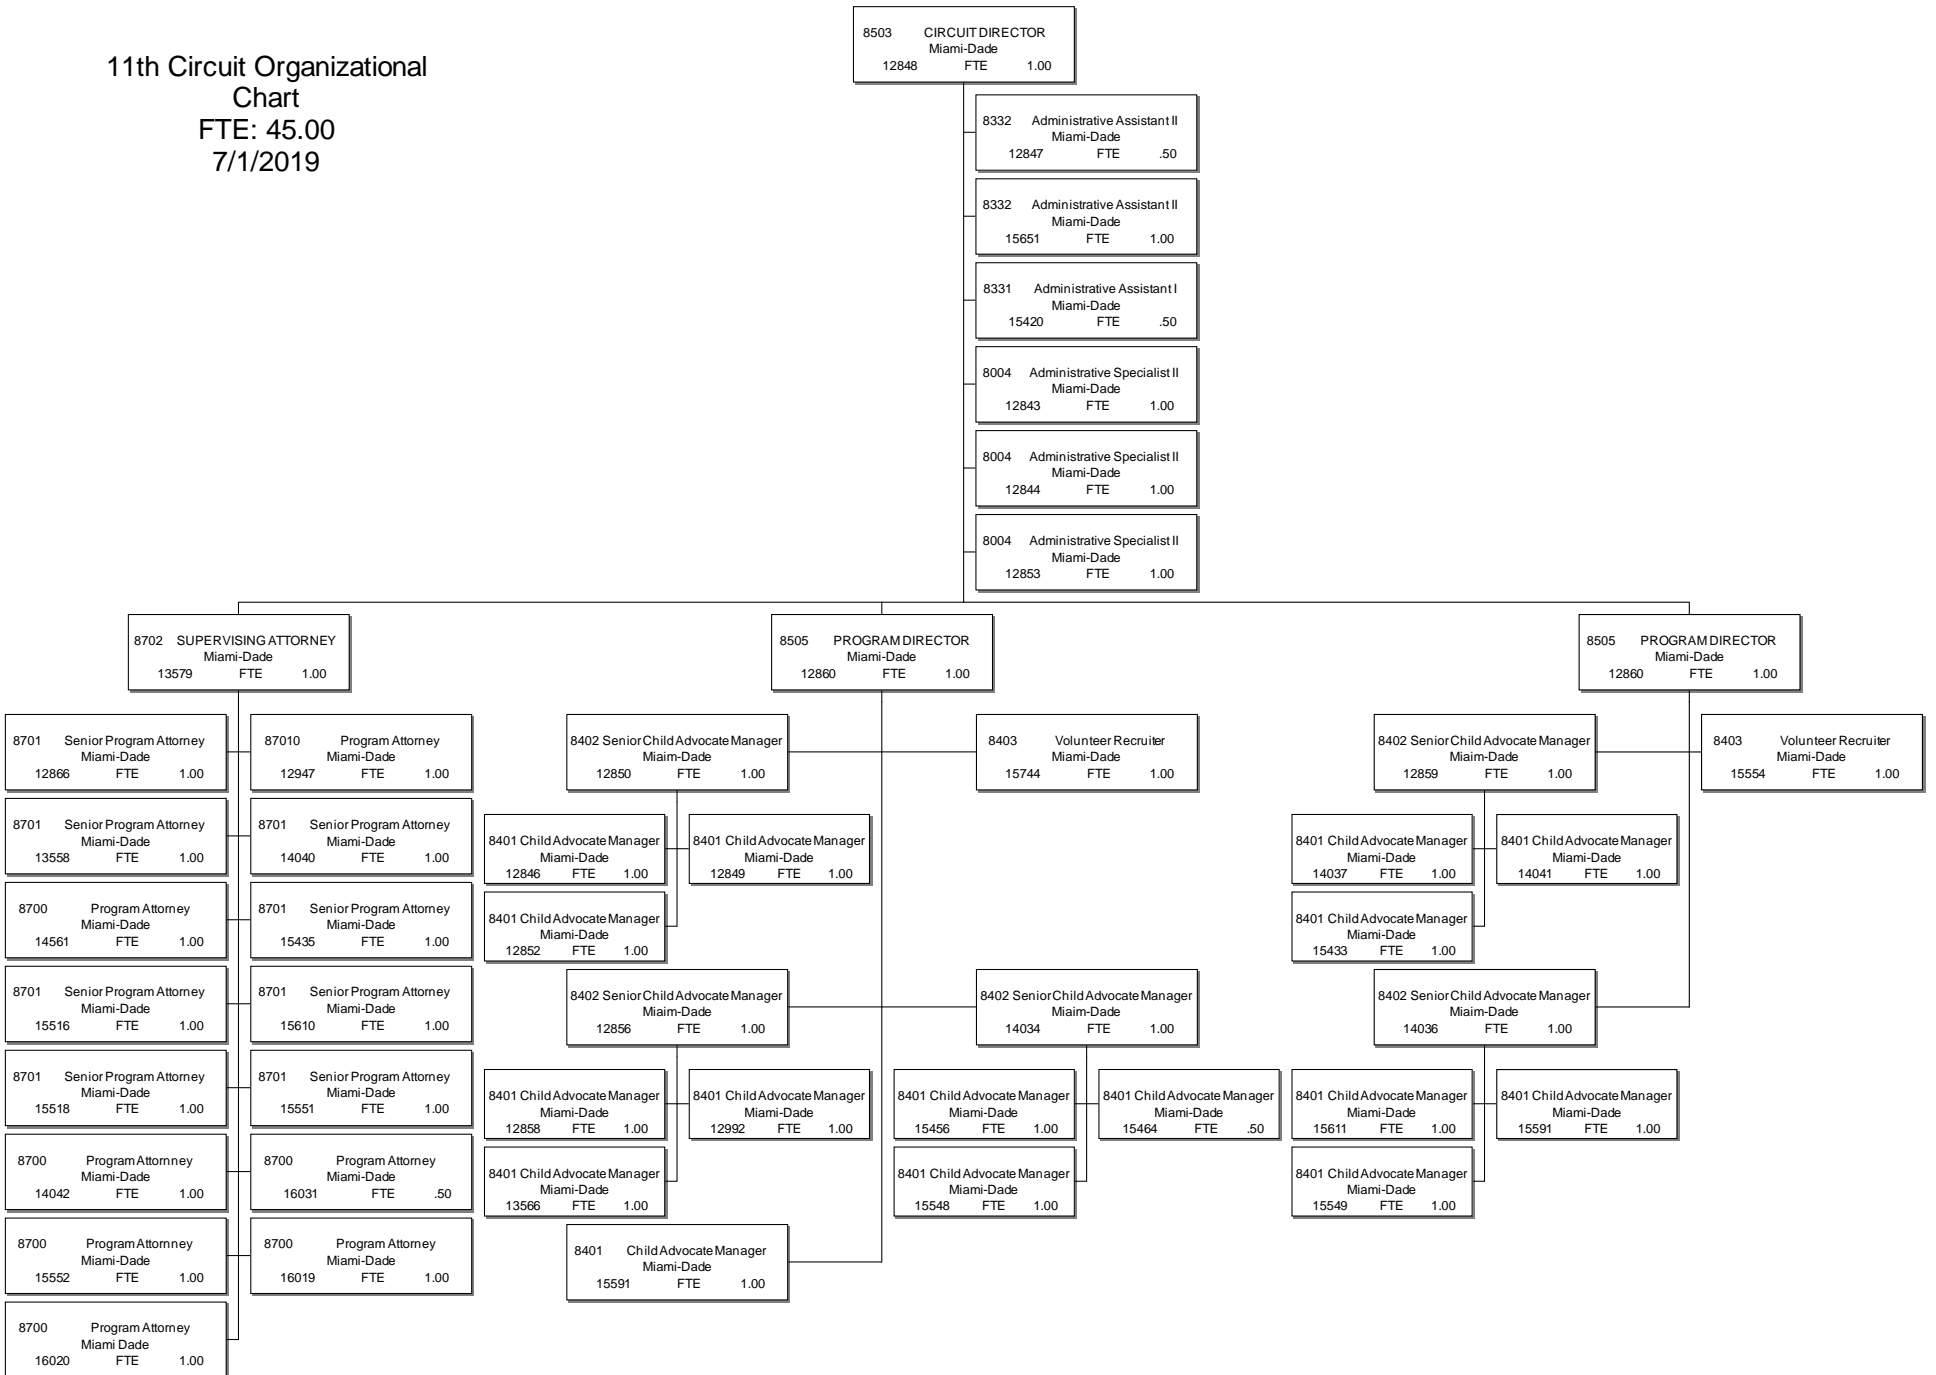 11th Circuit Organizational
Chart
FTE: 45.00
7/1/2019
8503 CIRCUIT DIRECTOR
Miami-Dade
12848 FTE 1.00
8332 Administrative Assistant II
Miami-Dade
12847 FTE .50
8332 Administrative Assistant II
Miami-Dade
15651 FTE 1.00
8331 Administrative Assistant I
Miami-Dade
15420 FTE .50
8004 Administrative Specialist II
Miami-Dade
12843 FTE 1.00
8004 Administrative Specialist II
Miami-Dade
12844 FTE 1.00
8004 Administrative Specialist II
Miami-Dade
12853 FTE 1.00
8702 SUPERVISING ATTORNEY
Miami-Dade
13579 FTE 1.00
8701 Senior Program Attorney
Miami-Dade
12866 FTE 1.00
87010 Program Attorney
Miami-Dade
12947 FTE 1.00
8701 Senior Program Attorney
Miami-Dade
13558 FTE 1.00
8701 Senior Program Attorney
Miami-Dade
14040 FTE 1.00
8700 Program Attorney
Miami-Dade
14561 FTE 1.00
8701 Senior Program Attorney
Miami-Dade
15435 FTE 1.00
8701 Senior Program Attorney
Miami-Dade
15516 FTE 1.00
8701 Senior Program Attorney
Miami-Dade
15610 FTE 1.00
8701 Senior Program Attorney
Miami-Dade
15518 FTE 1.00
8701 Senior Program Attorney
Miami-Dade
15551 FTE 1.00
8700 Program Attornney
Miami-Dade
14042 FTE 1.00
8700 Program Attorney
Miami-Dade
16031 FTE .50
8700 Program Attornney
Miami-Dade
15552 FTE 1.00
8700 Program Attorney
Miami-Dade
16019 FTE 1.00
8700 Program Attorney
Miami Dade
16020 FTE 1.00
8505 PROGRAM DIRECTOR
Miami-Dade
12860 FTE 1.00
8402 Senior Child Advocate Manager
Miaim-Dade
12850 FTE 1.00
8403 Volunteer Recruiter
Miami-Dade
15744 FTE 1.00
8401 Child Advocate Manager
Miami-Dade
12846 FTE 1.00
8401 Child Advocate Manager
Miami-Dade
12849 FTE 1.00
8401 Child Advocate Manager
Miami-Dade
12852 FTE 1.00
8402 Senior Child Advocate Manager
Miaim-Dade
12856 FTE 1.00
8402 Senior Child Advocate Manager
Miaim-Dade
14034 FTE 1.00
8401 Child Advocate Manager
Miami-Dade
12858 FTE 1.00
8401 Child Advocate Manager
Miami-Dade
12992 FTE 1.00
8401 Child Advocate Manager
Miami-Dade
13566 FTE 1.00
8401 Child Advocate Manager
Miami-Dade
15456 FTE 1.00
8401 Child Advocate Manager
Miami-Dade
15464 FTE .50
8401 Child Advocate Manager
Miami-Dade
15548 FTE 1.00
8401 Child Advocate Manager
Miami-Dade
15591 FTE 1.00
8505 PROGRAM DIRECTOR
Miami-Dade
12860 FTE 1.00
8402 Senior Child Advocate Manager
Miaim-Dade
12859 FTE 1.00
8403 Volunteer Recruiter
Miami-Dade
15554 FTE 1.00
8401 Child Advocate Manager
Miami-Dade
14037 FTE 1.00
8401 Child Advocate Manager
Miami-Dade
14041 FTE 1.00
8401 Child Advocate Manager
Miami-Dade
15433 FTE 1.00
8402 Senior Child Advocate Manager
Miaim-Dade
14036 FTE 1.00
8401 Child Advocate Manager
Miami-Dade
15611 FTE 1.00
8401 Child Advocate Manager
Miami-Dade
15591 FTE 1.00
8401 Child Advocate Manager
Miami-Dade
15549 FTE 1.00